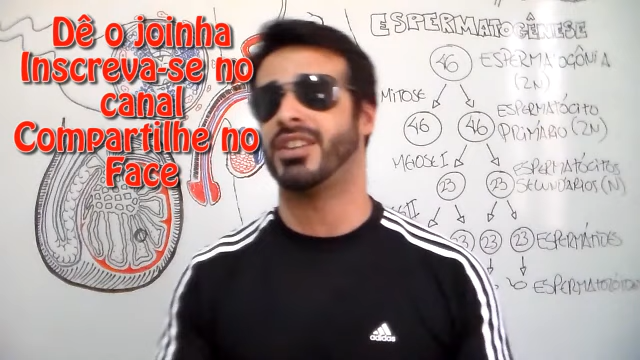 Dê o joinha
Inscreva-se no
canal
Compartilhe no
Face
ESPERMATOGÊNESE
46
ESPERMATOGÔNIA
(2N)
MITOSE
46
46
ESPERMATÓCITO
PRIMÁRIO (2N)
MEIOSE I
23
23
ESPERMATÓCITOS
SECUNDÁRIOS (N)
23
23
ESPERMÁTIDES
adidas